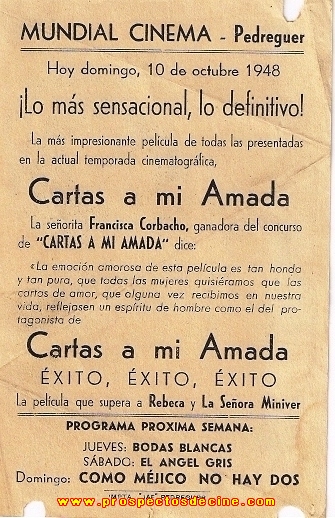 MUNDIAL CINEMA - Pedreguer
Hoy domingo, 10 de octubre 1948
¡Lo más sensacional, lo definitivo!
La más impresionante película de todas las presentadas
en la actual temporada cinematográfica,
Cartas a mi Amada
La señorita Francisca Corbacho, ganadora del concurso
de "CARTAS A MI AMADA" dice:
«La emoción amorosa de esta película es tan honda
y tan pura, que todas las mujeres quisiéramos que las
cartas de amor, que alguna vez recibimos en nuestra
vida, reflejasen un espíritu de hombre como el del pro-
tagonista de
Cartas a mi Amada
ÉXITO, ÉXITO, ÉXITO
La película que supera a Rebeca y La Señora Miniver
PROGRAMA PROXIMA SEMANA:
JUEVES: BODAS BLANCAS
SÁBADO: EL ANGEL GRIS
Domingo: COMO MÉJICO NO HAY DOS
www.prospectosdecine.com